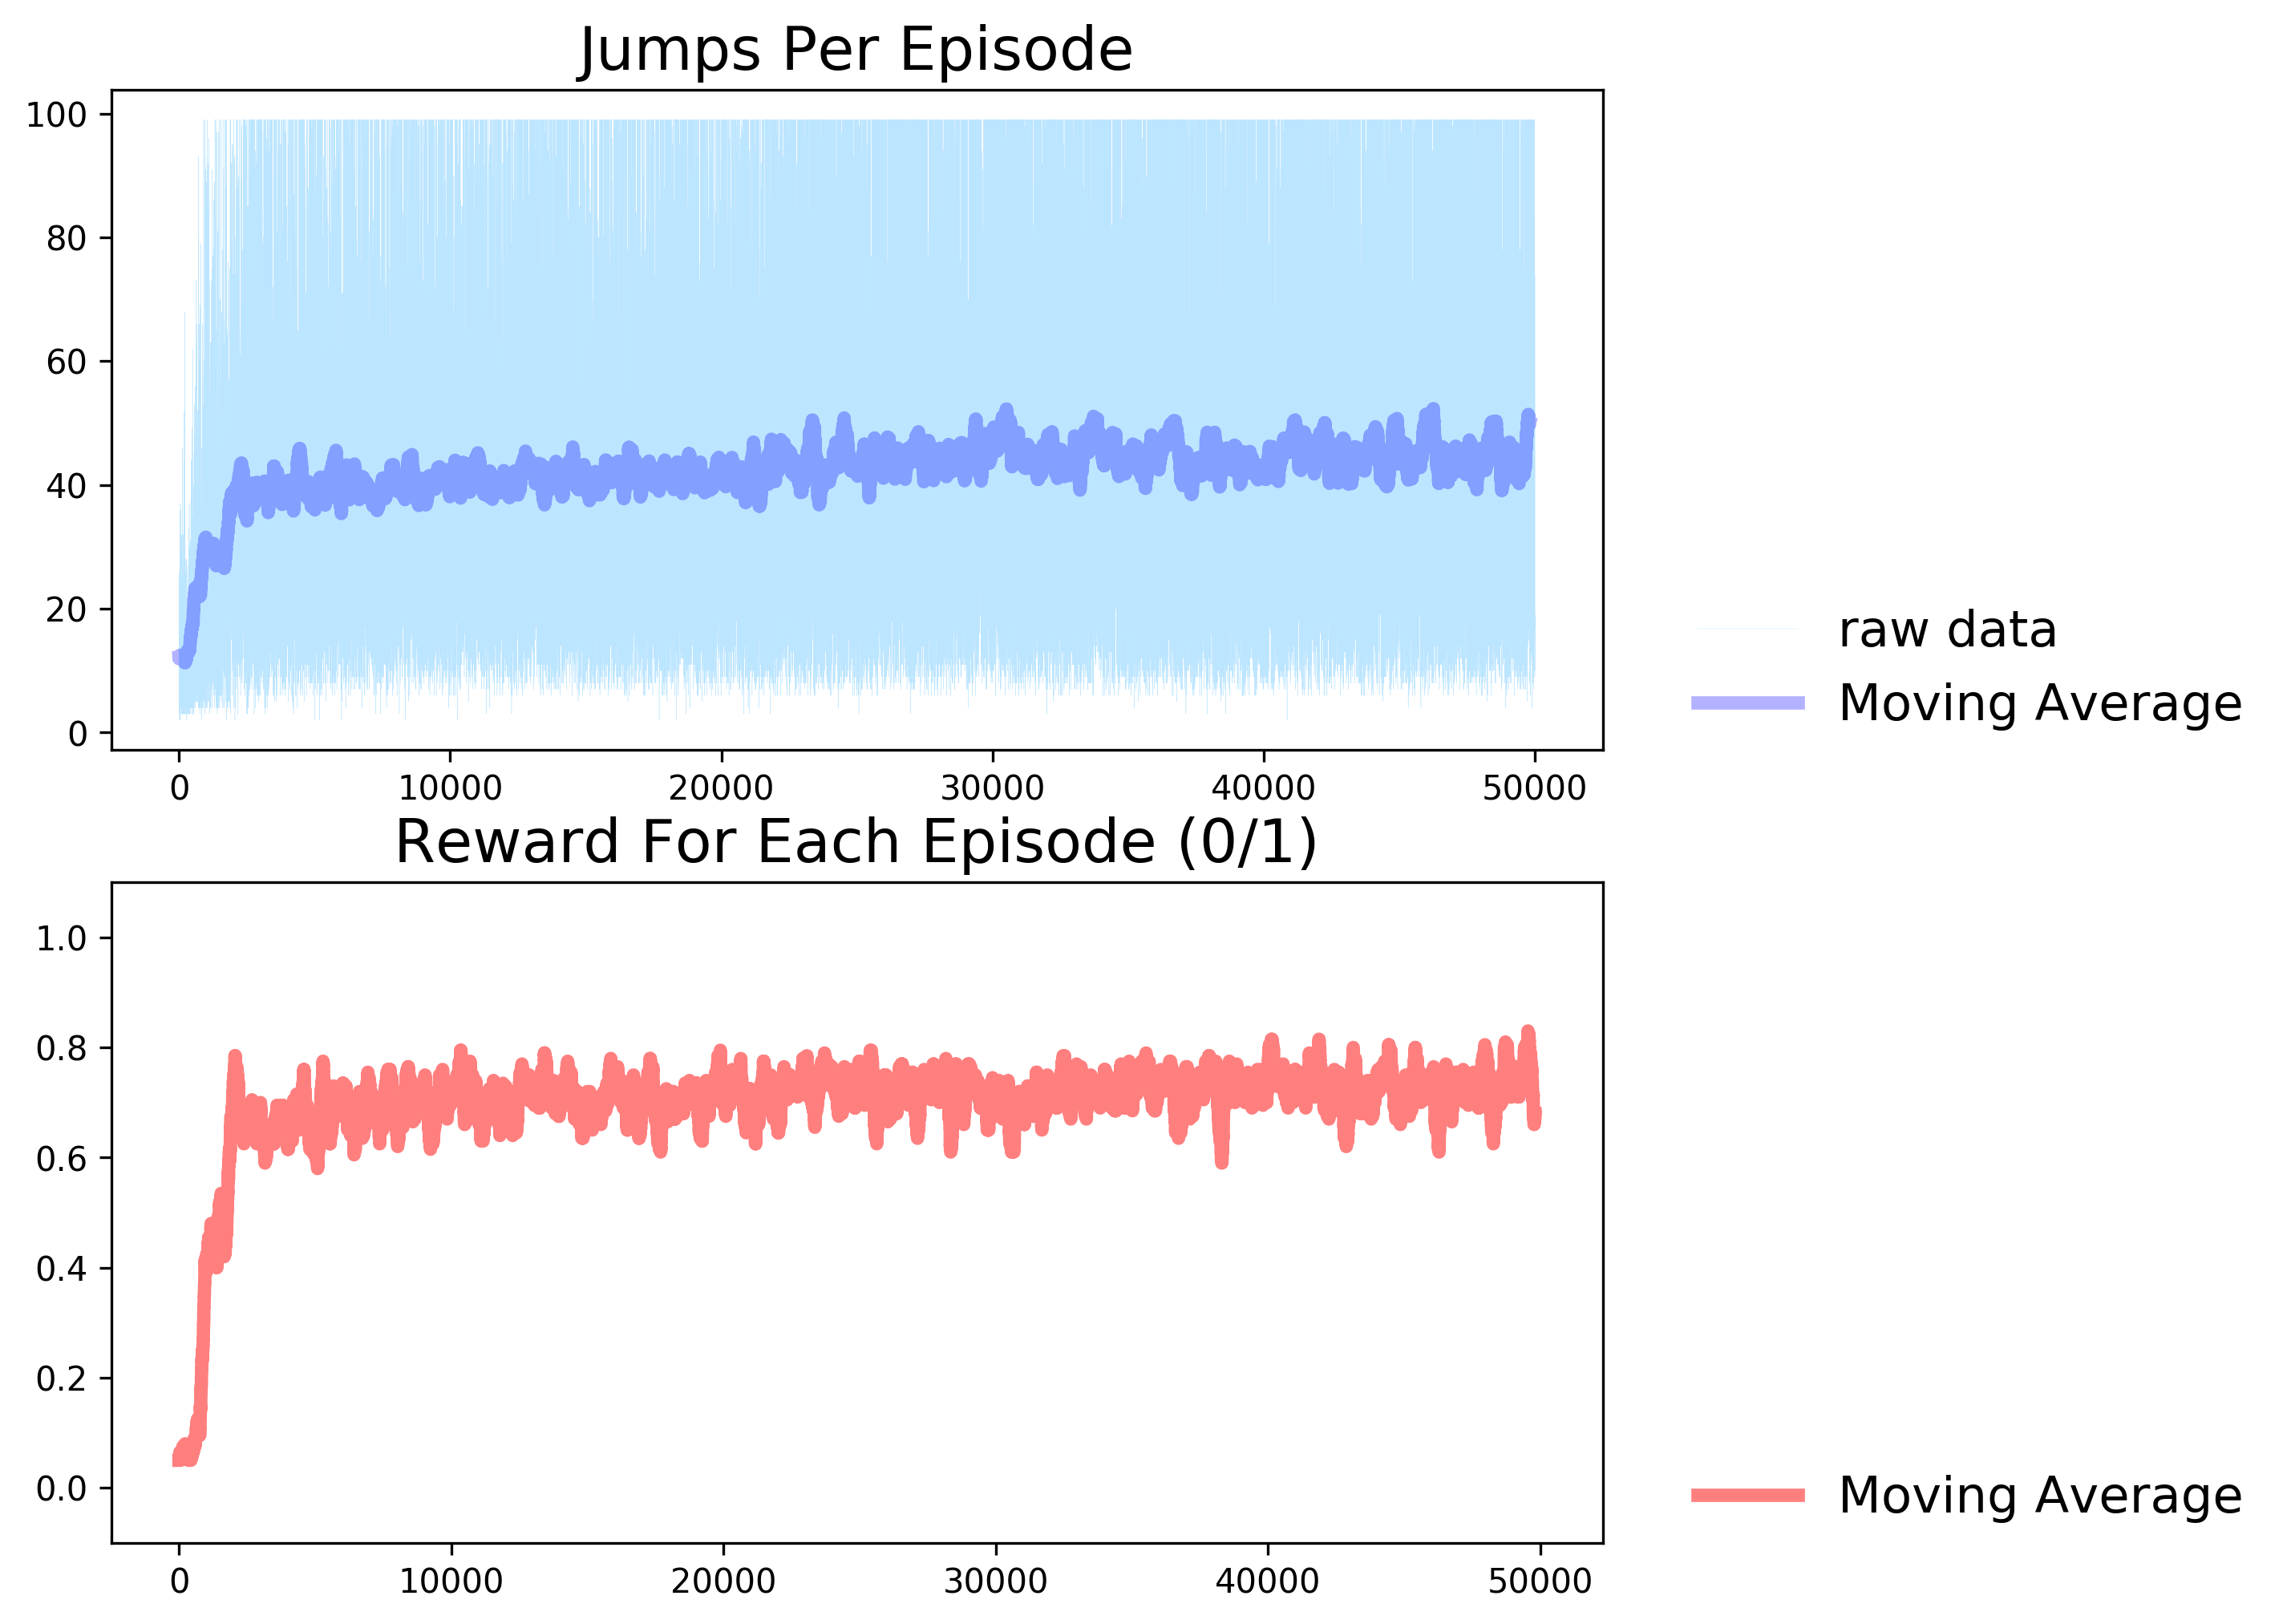 Jumps Per Episode
100
80
60
40
20
0
0 10000 20000 30000 40000 50000
raw data
Moving Average
Reward For Each Episode (0/1)
1.0
0.8
0.6
0.4
0.2
0.0
0 10000 20000 30000 40000 50000
Moving Average